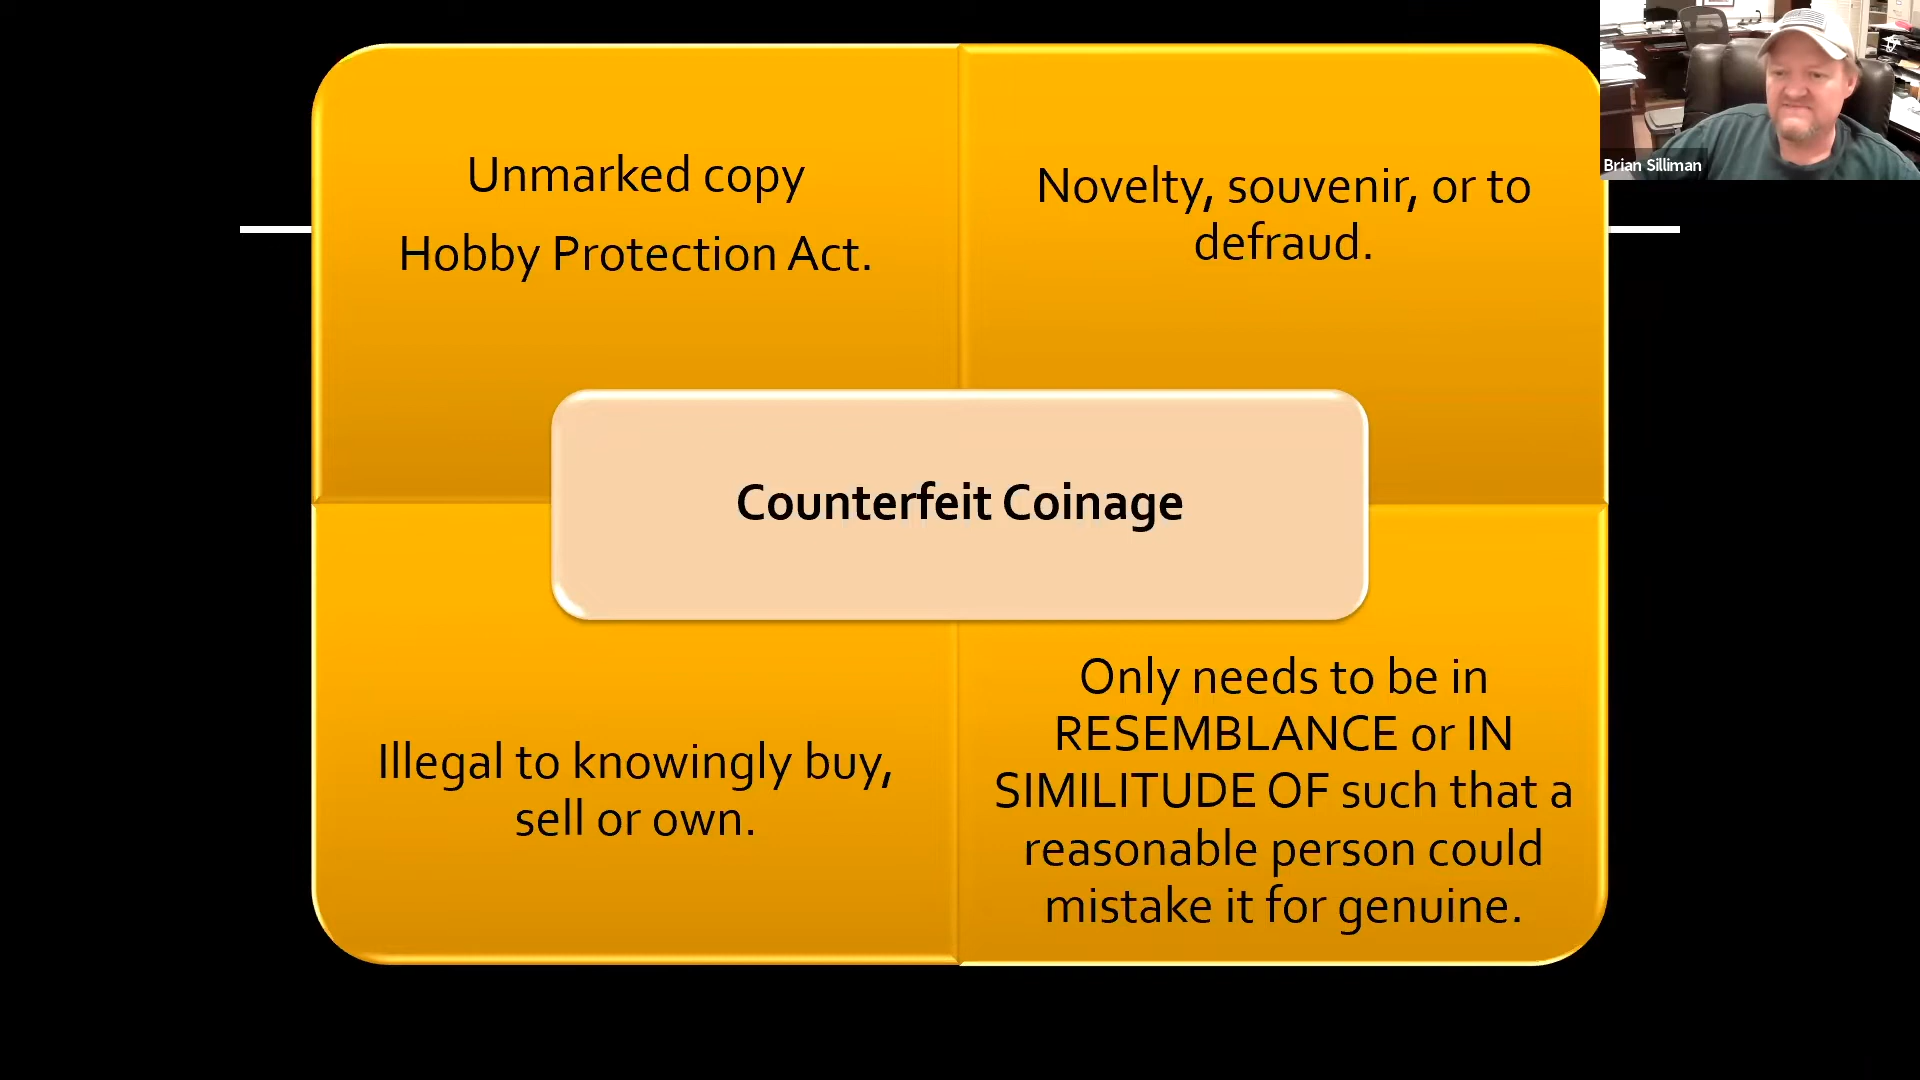 Unmarked copy
Hobby Protection Act.
Novelty, souvenir, or to
defraud.
Counterfeit Coinage
Illegal to knowingly buy,
sell or own.
Only needs to be in
RESEMBLANCE or IN
SIMILITUDE OF such that a
reasonable person could
mistake it for genuine.
Brian Silliman